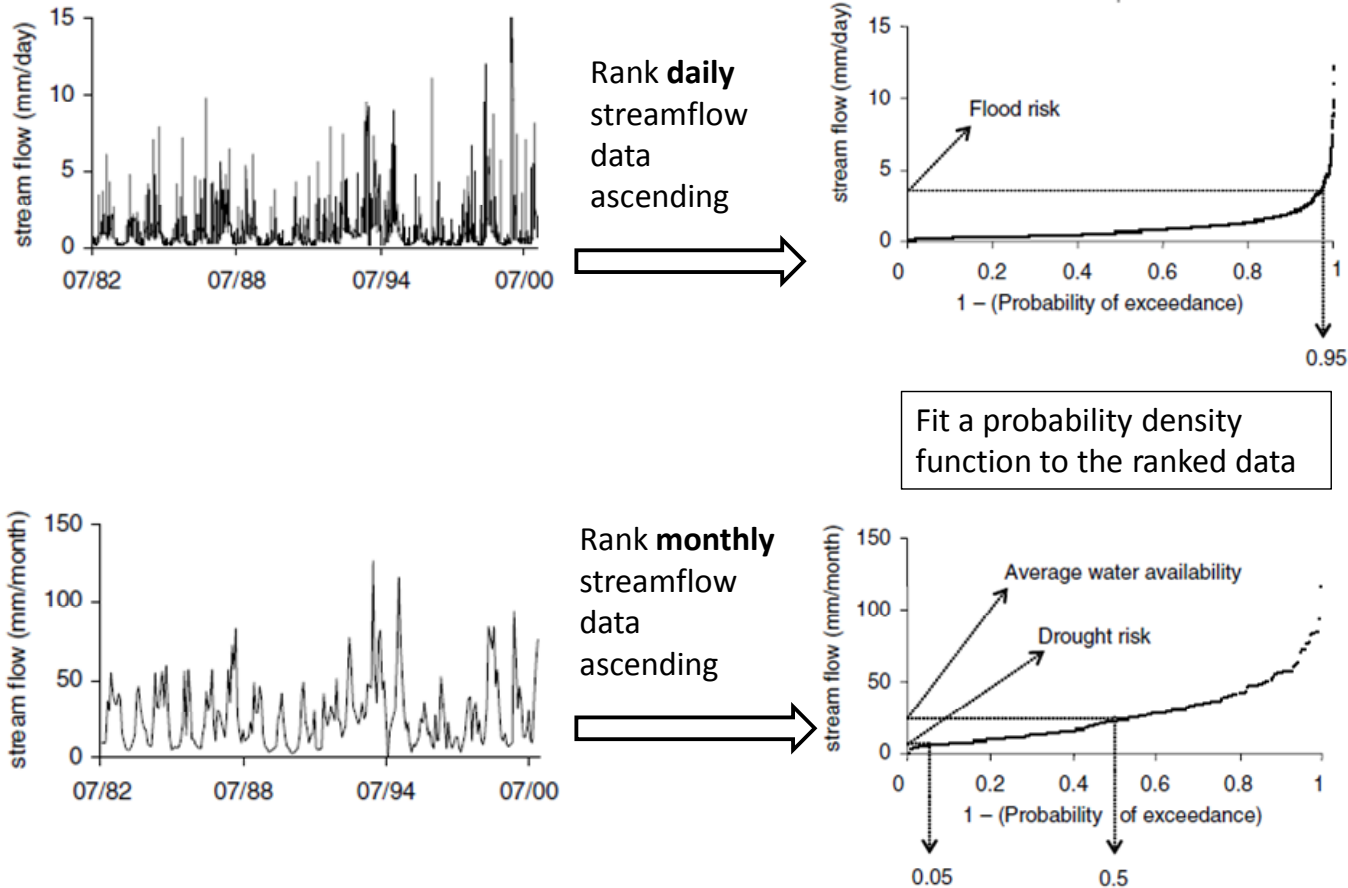 stream flow (mm/day)
15
10
5
0
07/82
07/88
07/94
07/00
Rank daily
streamflow
data
ascending
stream flow (mm/day)
15
10
5
0
Flood risk
0
0.2
0.4
0.6
0.8
1
1 – (Probability of exceedance)
0.95
Fit a probability density
function to the ranked data
stream flow (mm/month)
150
100
50
0
07/82
07/88
07/94
07/00
Rank monthly
streamflow
data
ascending
stream flow (mm/month)
150
100
50
0
Average water availability
Drought risk
0
0.2
0.4
0.6
0.8
1
1 – (Probability of exceedance)
0.05
0.5